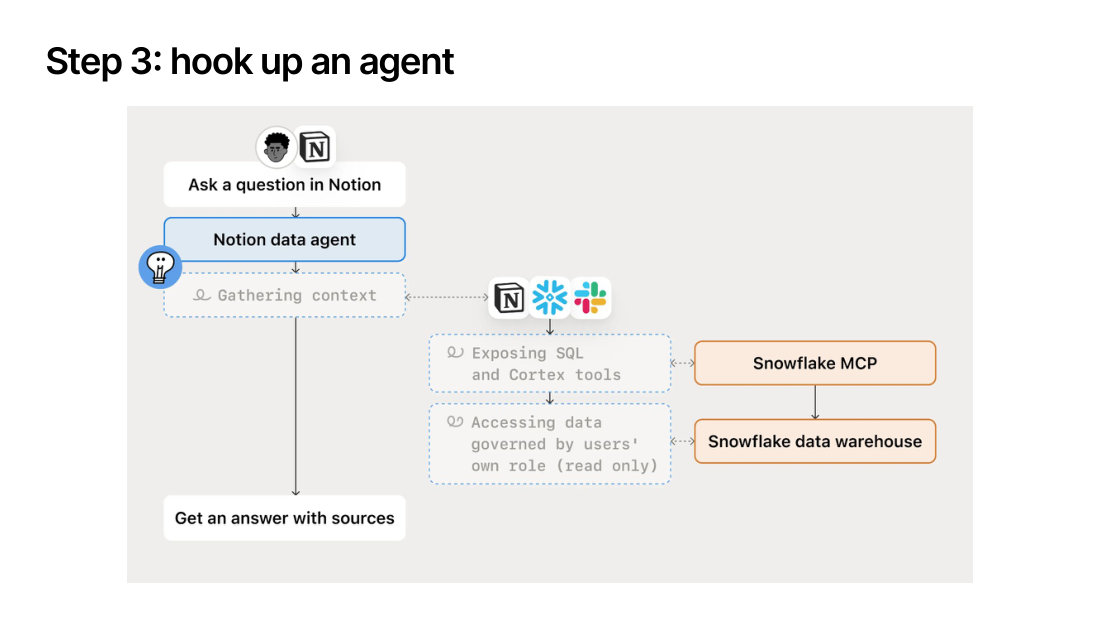 Step 3: hook up an agent
Ask a question in Notion
Notion data agent
Gathering context
Exposing SQL
and Cortex tools
Snowflake MCP
Accessing data
governed by users'
own role (read only)
Snowflake data warehouse
Get an answer with sources